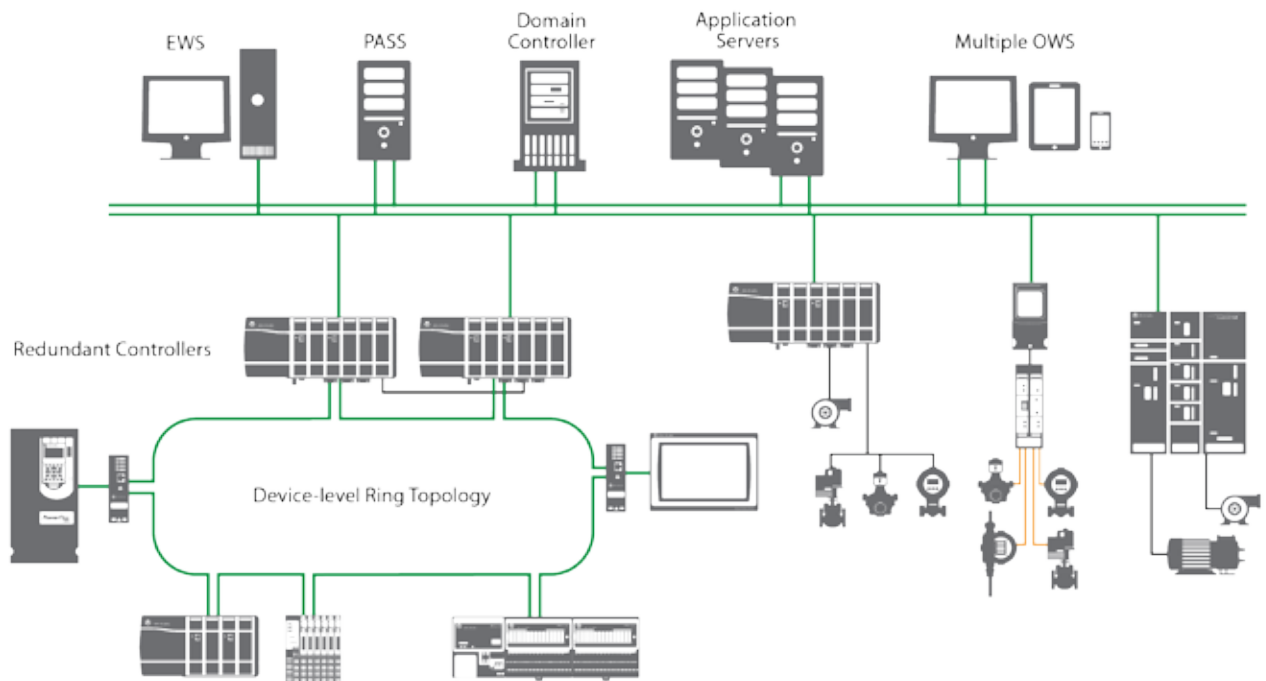 EWS
PASS
Domain
Controller
Application
Servers
Multiple OWS
Redundant Controllers
Device-level Ring Topology